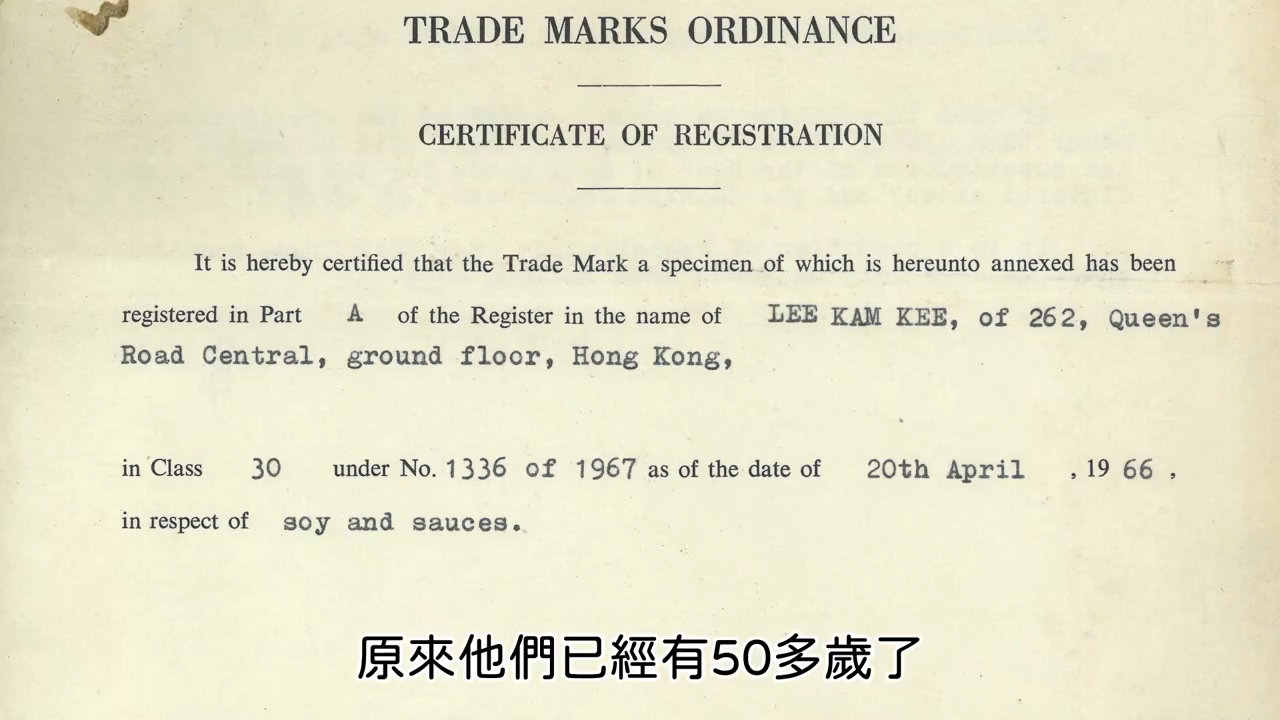 TRADE MARKS ORDINANCE
CERTIFICATE OF REGISTRATION
It is hereby certified that the Trade Mark a specimen of which is hereunto annexed has been
registered in Part A of the Register in the name of LEE KAM KEE, of 262, Queen's
Road Central, ground floor, Hong Kong,
in Class 30 under No. 1336 of 1967 as of the date of 20th April , 19 66 ,
in respect of soy and sauces.
原來他們已經有50多歲了